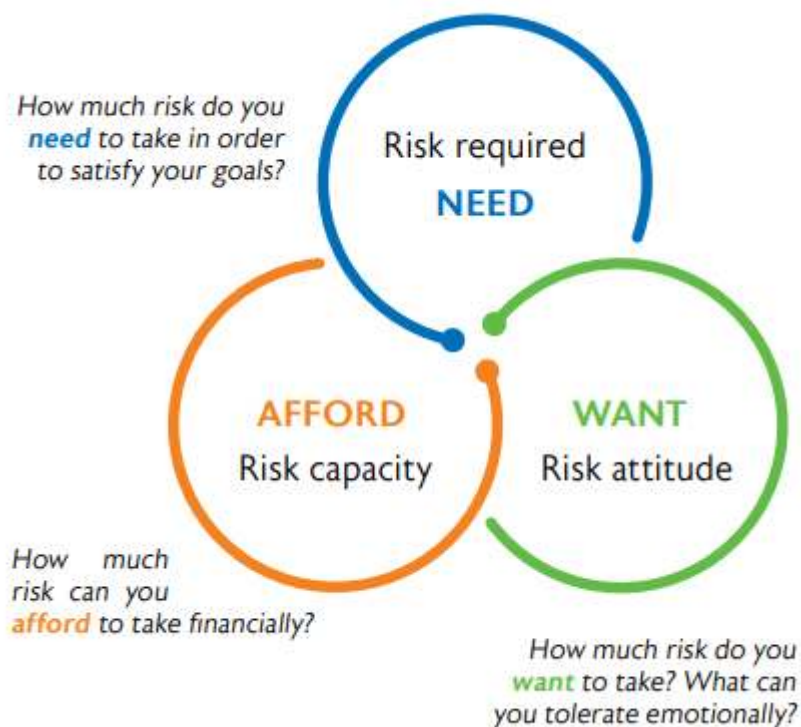 How much risk do you
need to take in order
to satisfy your goals?
Risk required
NEED
AFFORD
Risk capacity
WANT
Risk attitude
How much
risk can you
afford to take financially?
How much risk do you
want to take? What can
you tolerate emotionally?